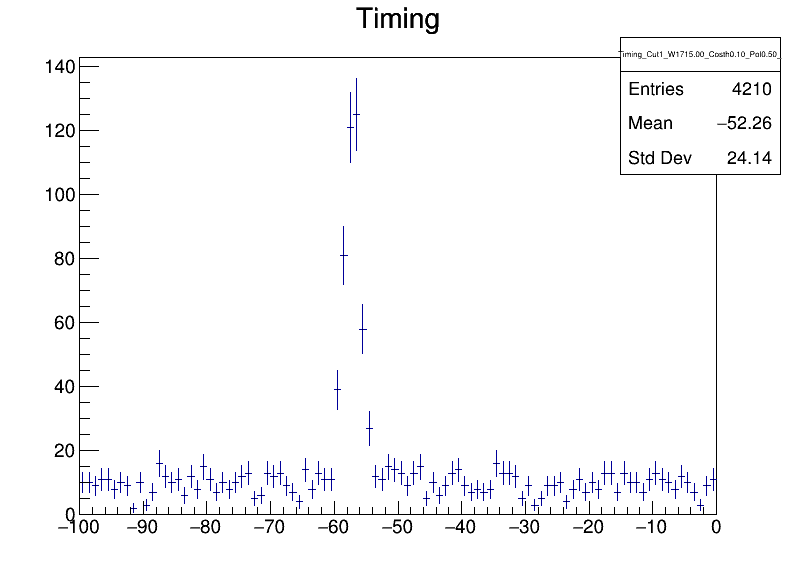 Timing
Timing_Cut1_W1715.00_Costh0.10_Pol0.50_
Entries 4210
Mean −52.26
Std Dev 24.14
140
120
100
80
60
40
20
0
−100 −90 −80 −70 −60 −50 −40 −30 −20 −10 0